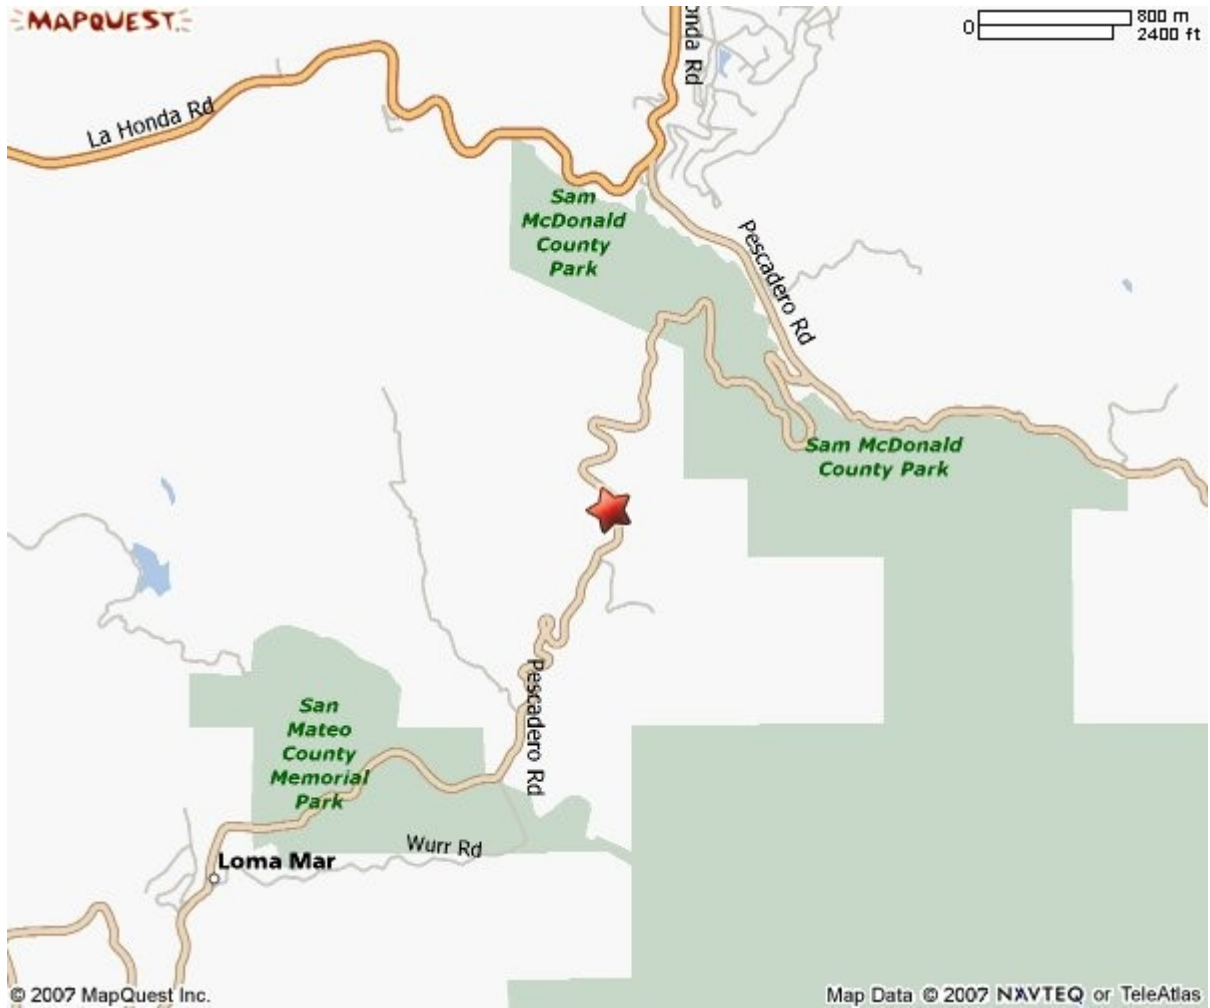 MAPQUEST
0
800 m
2400 ft
onda Rd
La Honda Rd
Sam
McDonald
County
Park
Pescadero Rd
Sam McDonald
County Park
San
Mateo
County
Memorial
Park
Pescadero Rd
Wurr Rd
Loma Mar
© 2007 MapQuest Inc.
Map Data © 2007 NAVTEQ or TeleAtlas